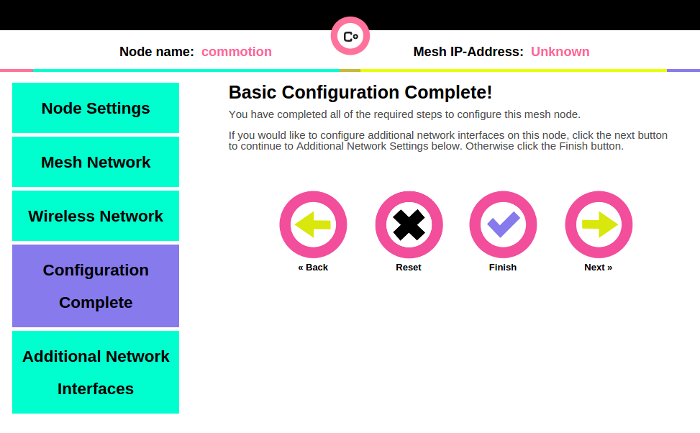 Node name: commotion
Co
Mesh IP-Address: Unknown
Node Settings
Mesh Network
Wireless Network
Configuration
Complete
Additional Network
Interfaces
Basic Configuration Complete!
You have completed all of the required steps to configure this mesh node.
If you would like to configure additional network interfaces on this node, click the next button
to continue to Additional Network Settings below. Otherwise click the Finish button.
« Back
Reset
Finish
Next »